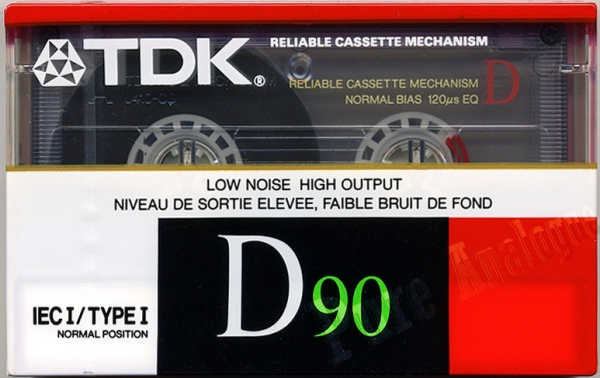 TDK®
RELIABLE CASSETTE MECHANISM
RELIABLE CASSETTE MECHANISM D
NORMAL BIAS 120µs EQ
LOW NOISE HIGH OUTPUT
NIVEAU DE SORTIE ELEVEE, FAIBLE BRUIT DE FOND
D90
IEC I/TYPE I
NORMAL POSITION
Pure Analogue